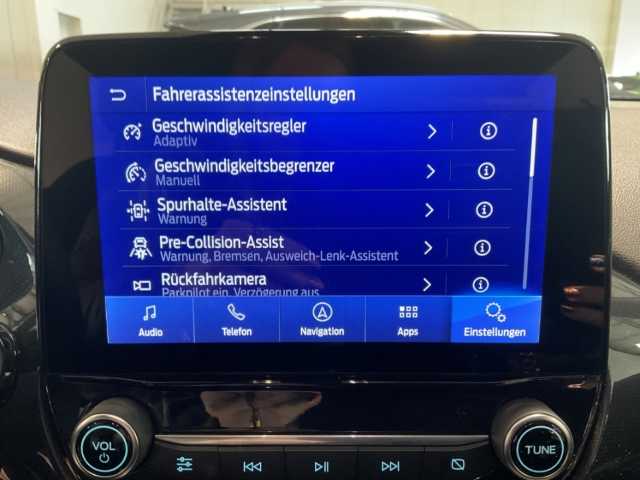 Fahrerassistenzeinstellungen
Geschwindigkeitsregler
Adaptiv
Geschwindigkeitsbegrenzer
Manuell
Spurhalte-Assistent
Warnung
Pre-Collision-Assist
Warnung, Bremsen, Ausweich-Lenk-Assistent
Rückfahrkamera
Parkpilot ein, Verzögerung aus
Audio
Telefon
Navigation
Apps
Einstellungen
VOL
TUNE